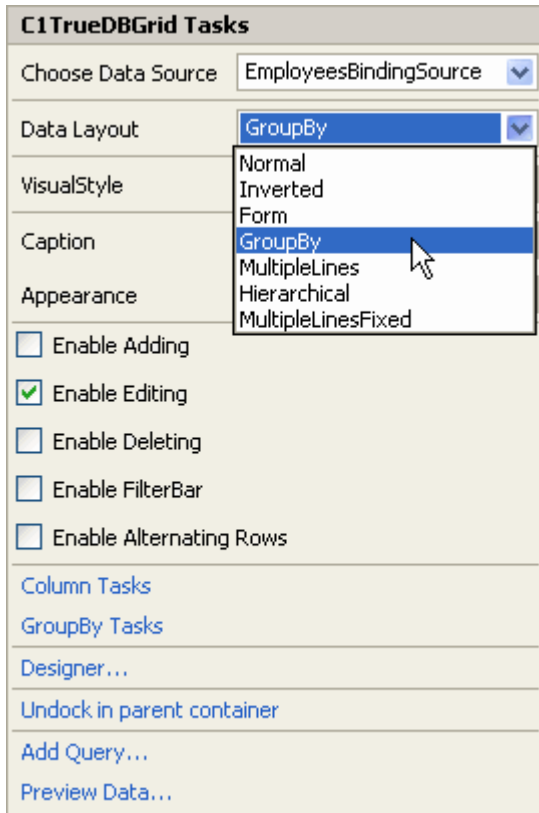 C1TrueDBGrid Tasks
Choose Data Source EmployeesBindingSource
Data Layout GroupBy
Normal
VisualStyle Inverted
Form
Caption GroupBy
MultipleLines
Appearance Hierarchical
MultipleLinesFixed
Enable Adding
Enable Editing
Enable Deleting
Enable FilterBar
Enable Alternating Rows
Column Tasks
GroupBy Tasks
Designer...
Undock in parent container
Add Query...
Preview Data...